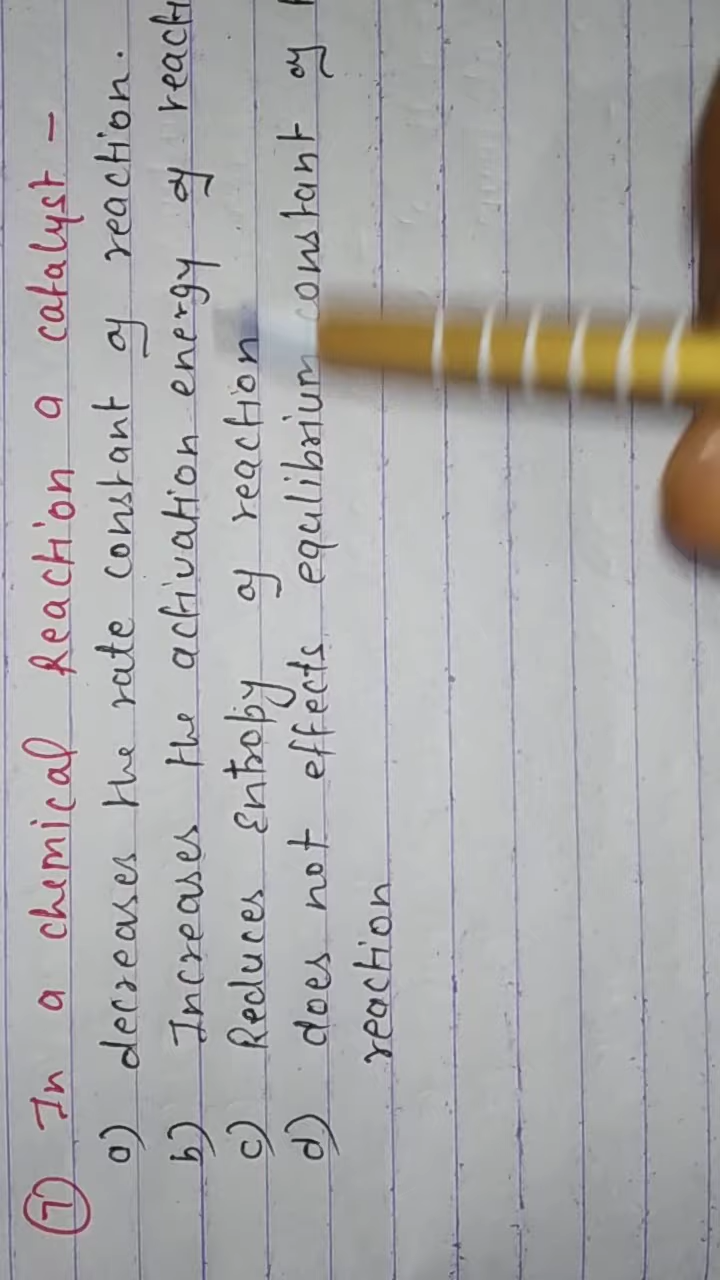 7 In a chemical Reaction a catalyst -
a) decreases the rate constant of reaction.
b) Increases the activation energy of
c) Reduces Entropy of reaction
d) does not effects equilibrium constant of
reaction